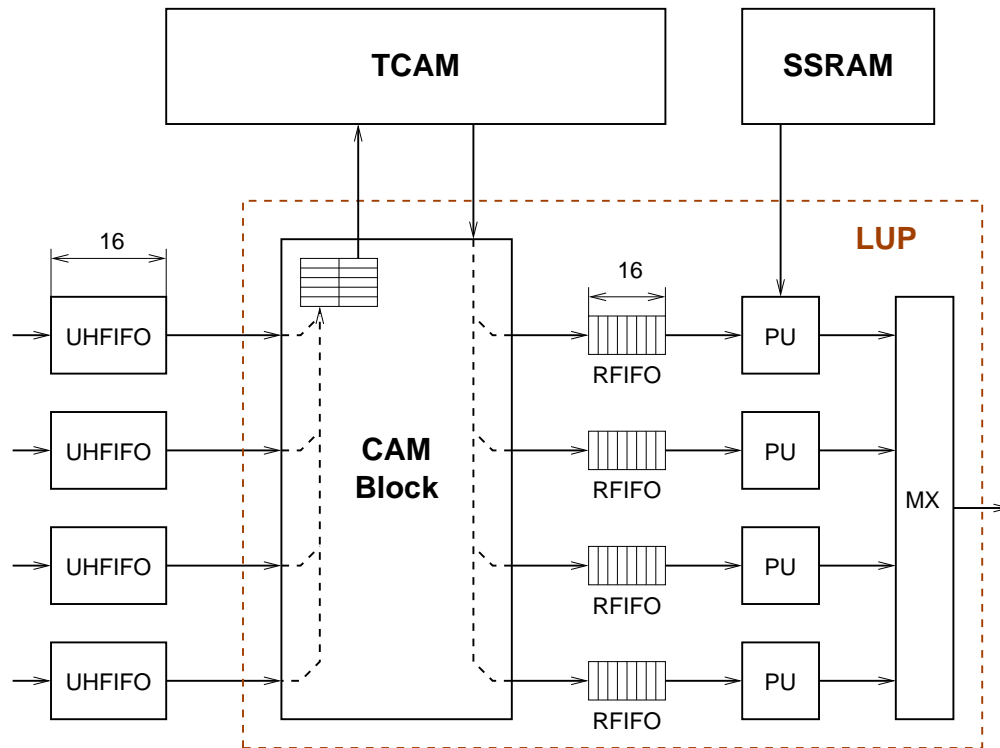 TCAM
SSRAM
LUP
16
16
UHFIFO
RFIFO
PU
UHFIFO
CAM
Block
RFIFO
PU
MX
UHFIFO
RFIFO
PU
UHFIFO
RFIFO
PU